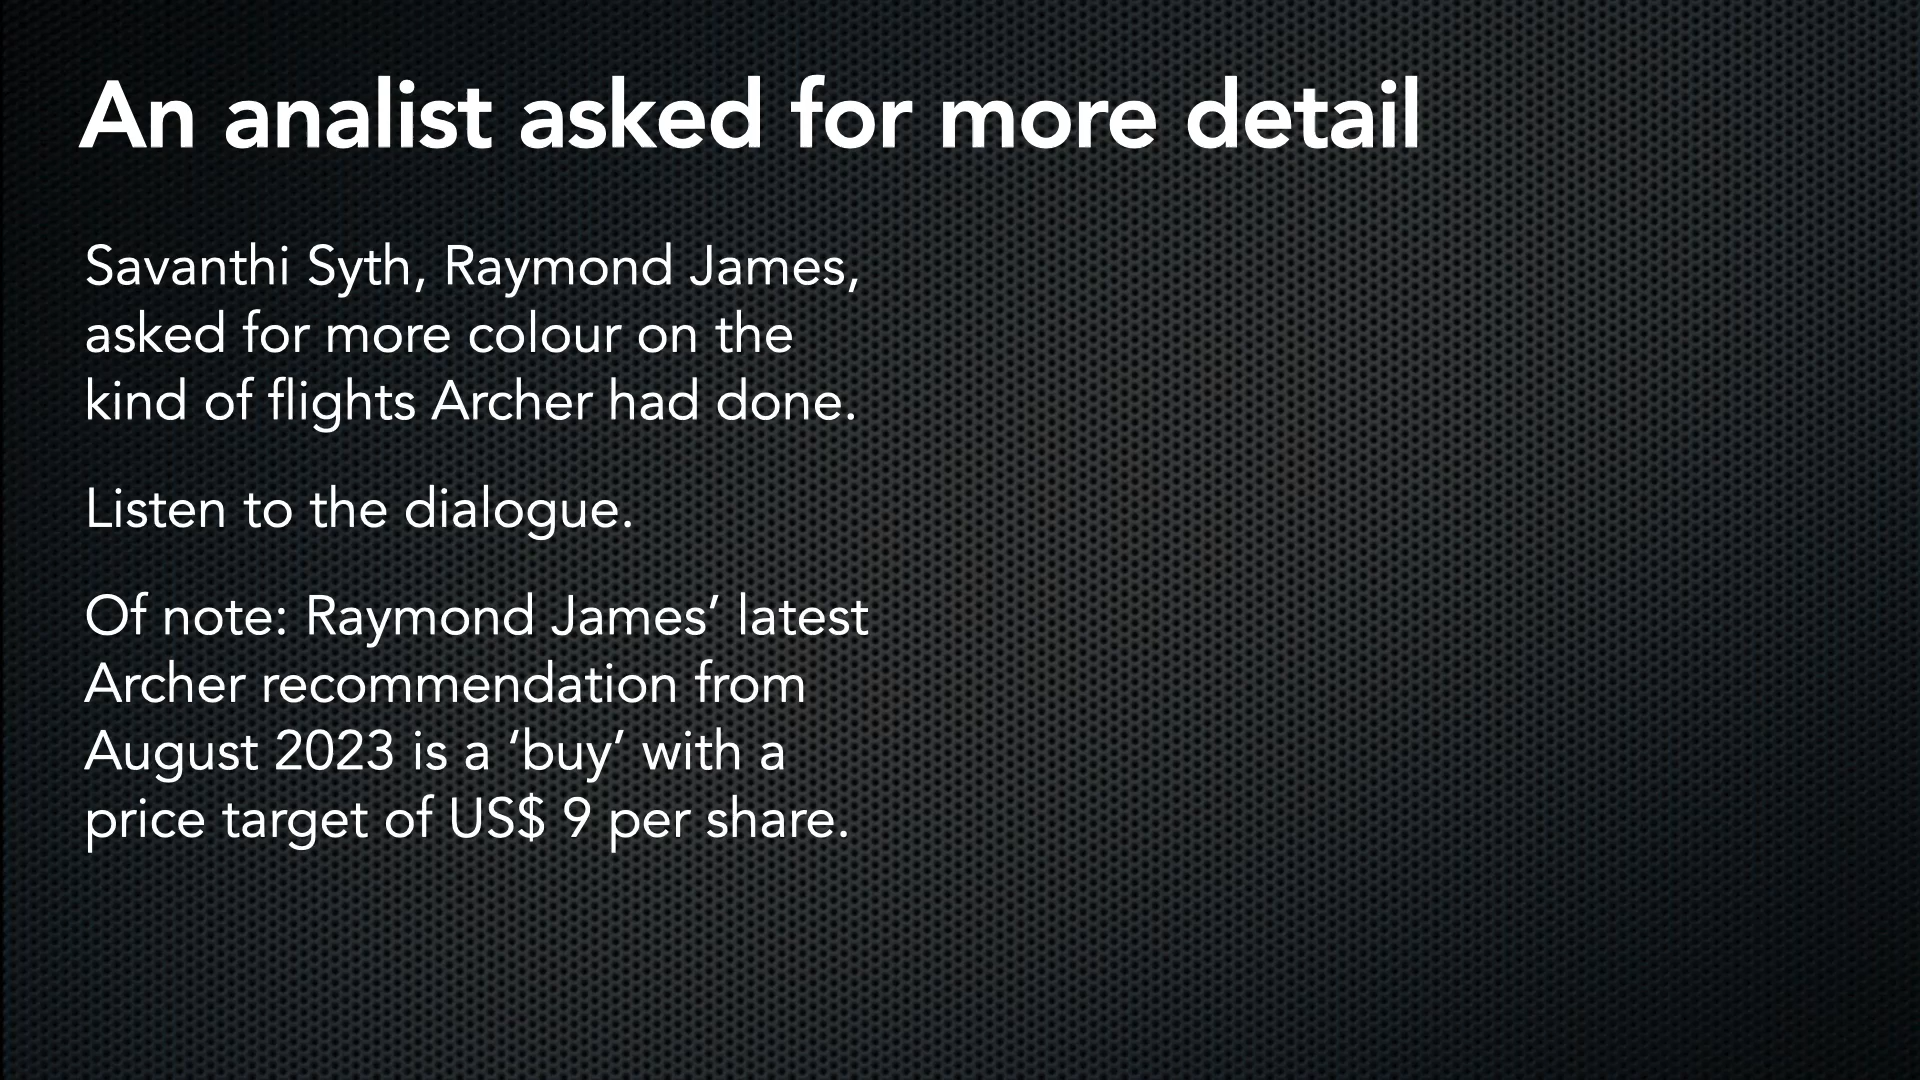 An analist asked for more detail
Savanthi Syth, Raymond James,
asked for more colour on the
kind of flights Archer had done.
Listen to the dialogue.
Of note: Raymond James’ latest
Archer recommendation from
August 2023 is a ‘buy’ with a
price target of US$ 9 per share.